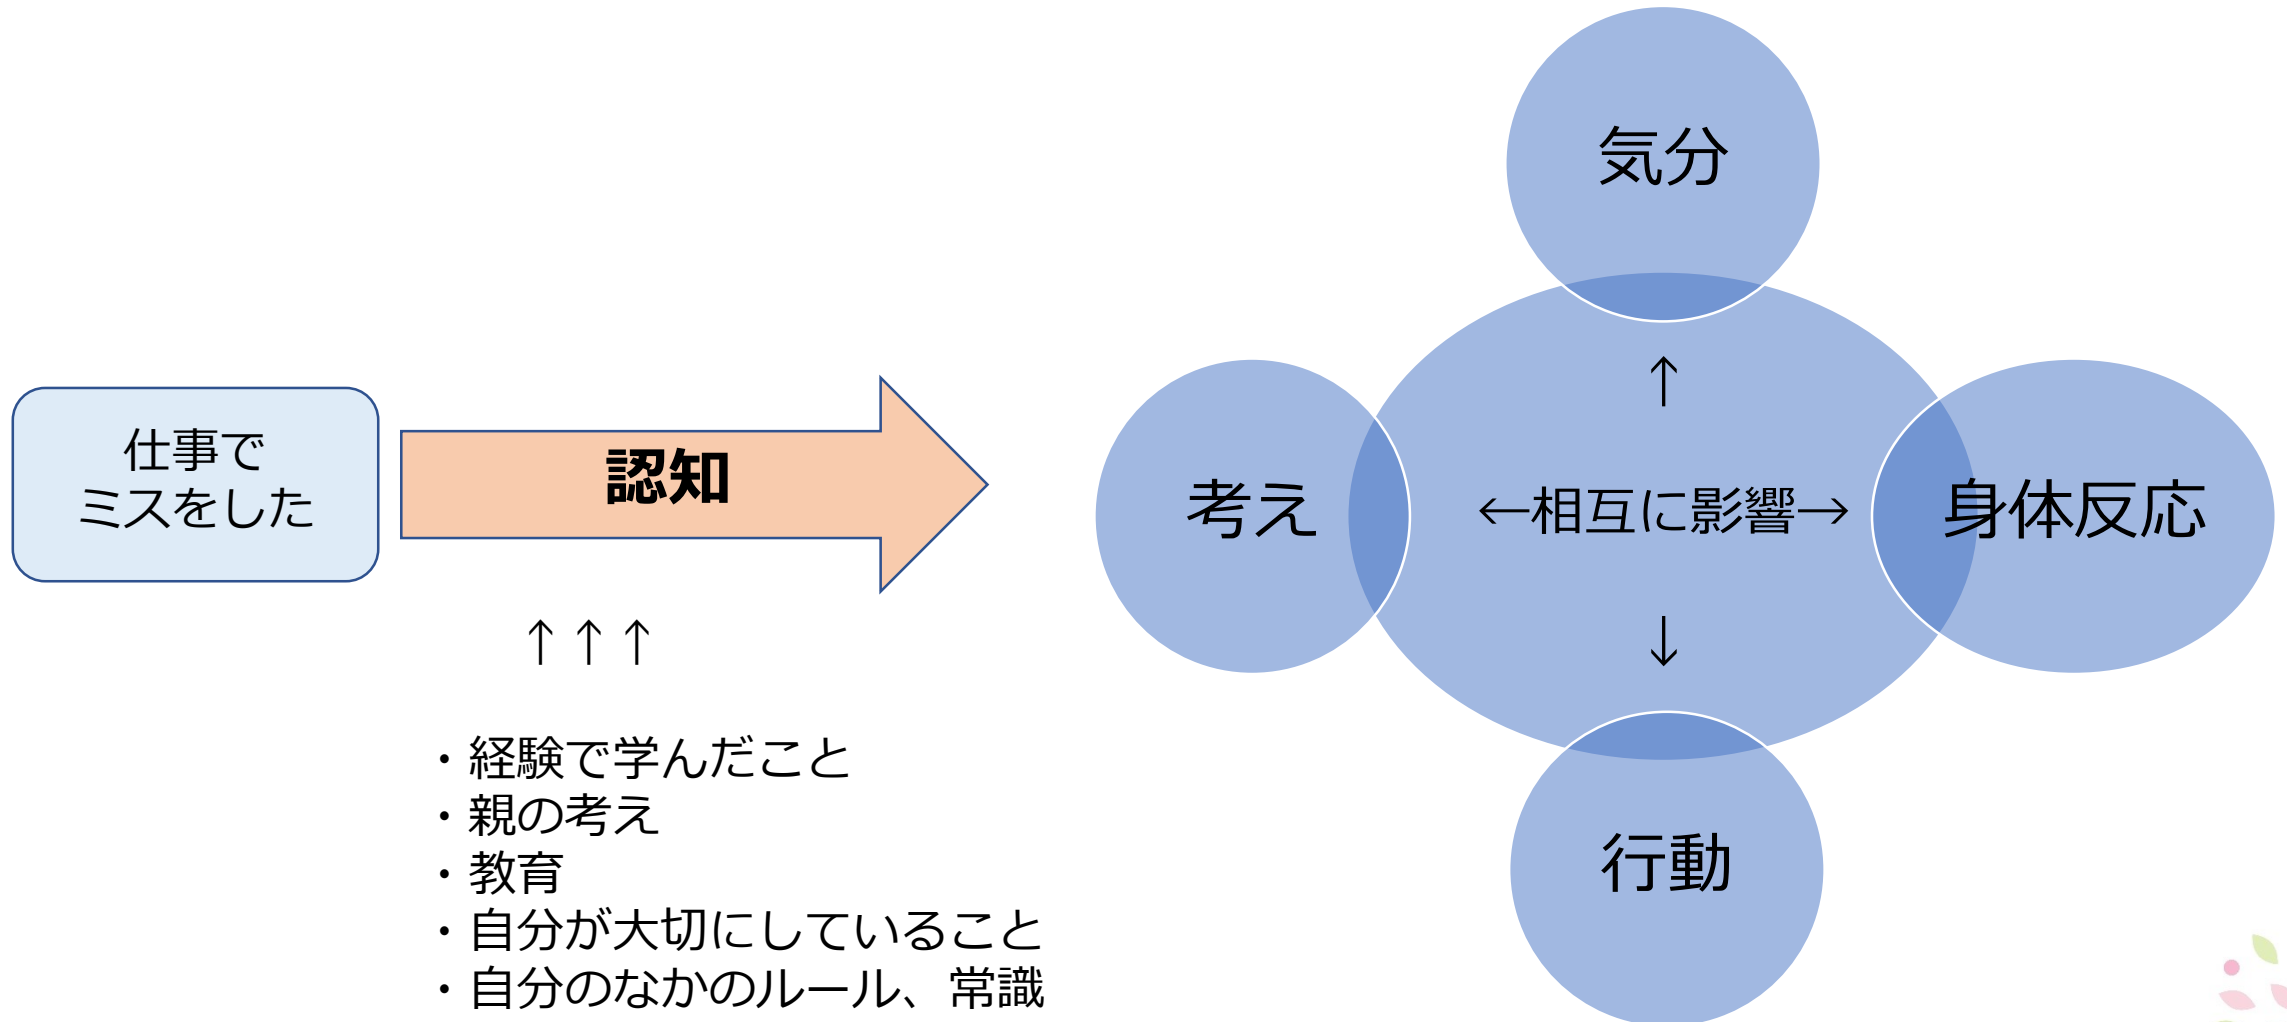 仕事で
ミスをした
認知
↑↑↑
・経験で学んだこと
・親の考え
・教育
・自分が大切にしていること
・自分のなかのルール、常識
気分
↑
考え
←相互に影響→
身体反応
↓
行動